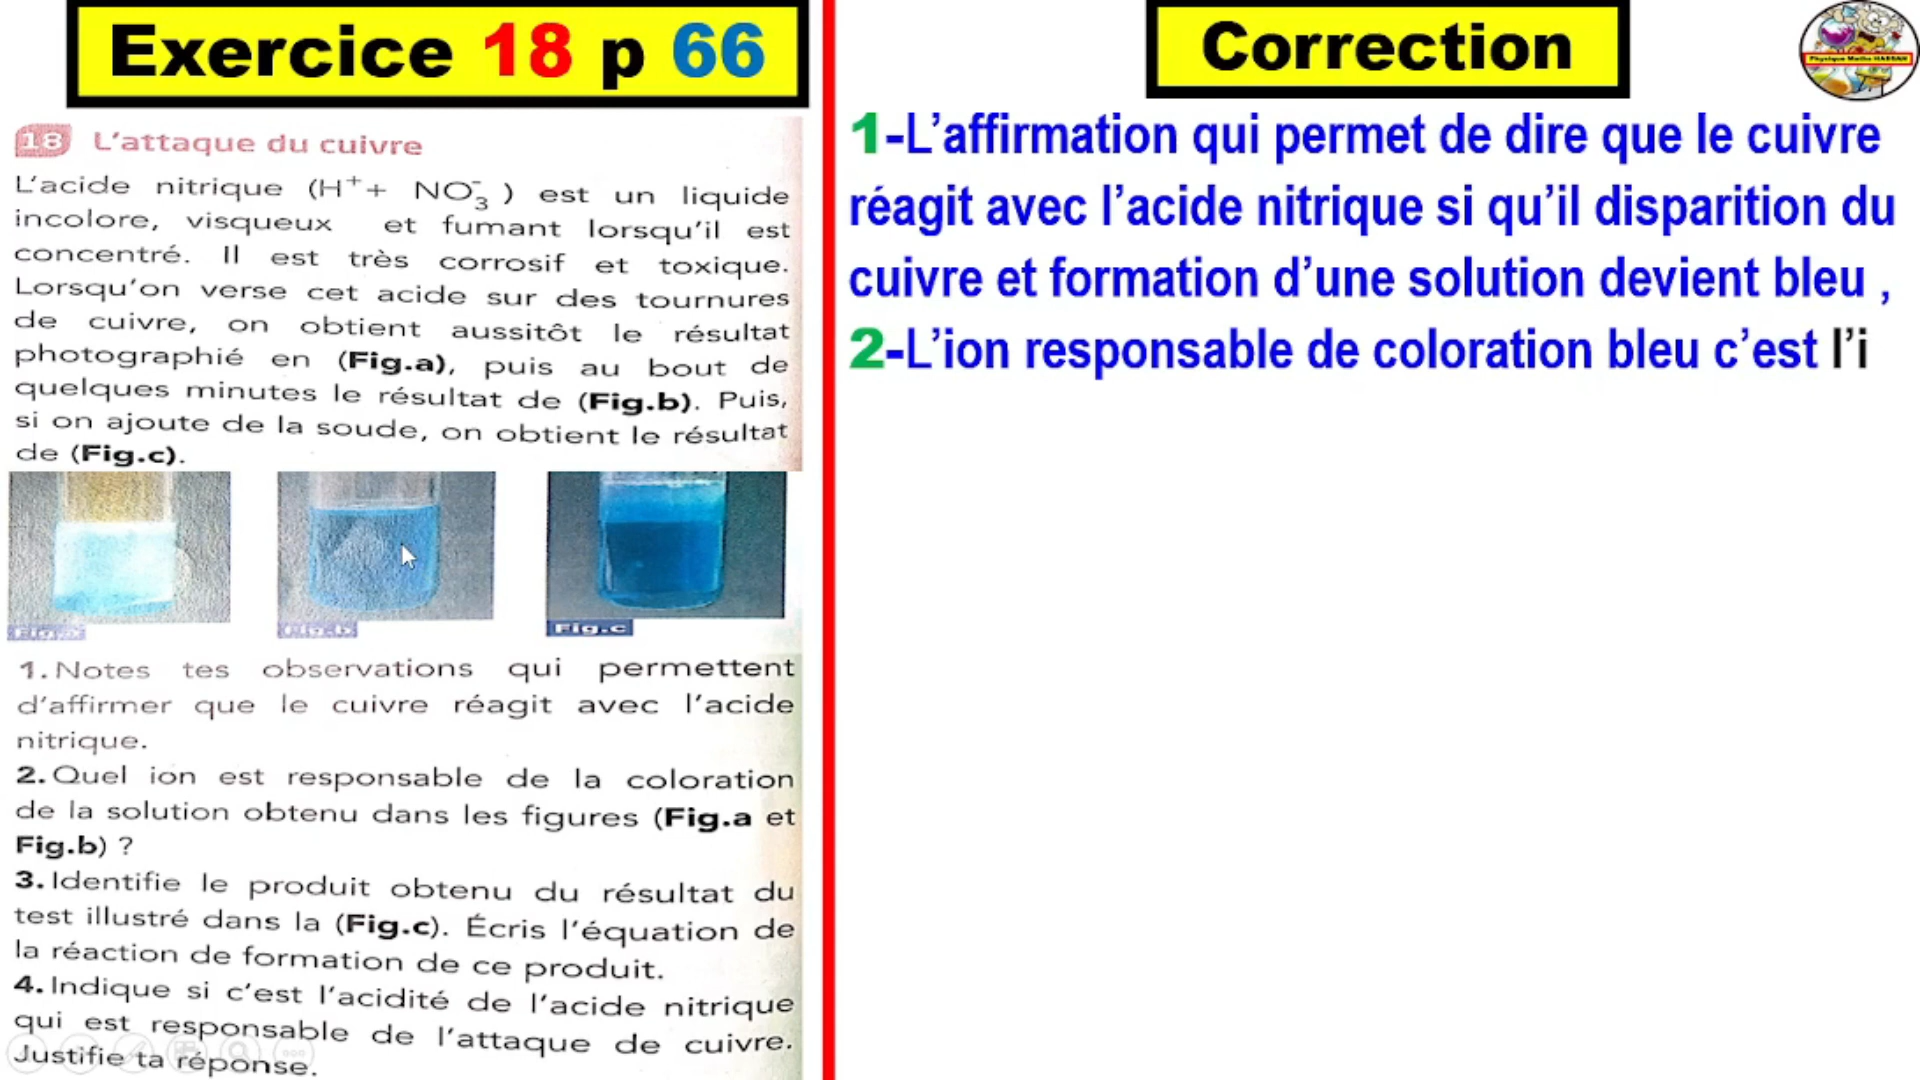 Exercice 18 p 66
18 L'attaque du cuivre
L'acide nitrique (H⁺ + NO₃⁻) est un liquide
incolore, visqueux et fumant lorsqu'il est
concentré. Il est très corrosif et toxique.
Lorsqu'on verse cet acide sur des tournures
de cuivre, on obtient aussitôt le résultat
photographié en (Fig.a), puis au bout de
quelques minutes le résultat de (Fig.b). Puis,
si on ajoute de la soude, on obtient le résultat
de (Fig.c).
Fig.a
Fig.b
Fig.c
1. Notes tes observations qui permettent
d'affirmer que le cuivre réagit avec l'acide
nitrique.
2. Quel ion est responsable de la coloration
de la solution obtenu dans les figures (Fig.a et
Fig.b) ?
3. Identifie le produit obtenu du résultat du
test illustré dans la (Fig.c). Écris l'équation de
la réaction de formation de ce produit.
4. Indique si c'est l'acidité de l'acide nitrique
qui est responsable de l'attaque de cuivre.
Justifie ta réponse.
Correction
Physique Maths HASSAN
1-L'affirmation qui permet de dire que le cuivre
réagit avec l'acide nitrique si qu'il disparition du
cuivre et formation d'une solution devient bleu ,
2-L'ion responsable de coloration bleu c'est l'i